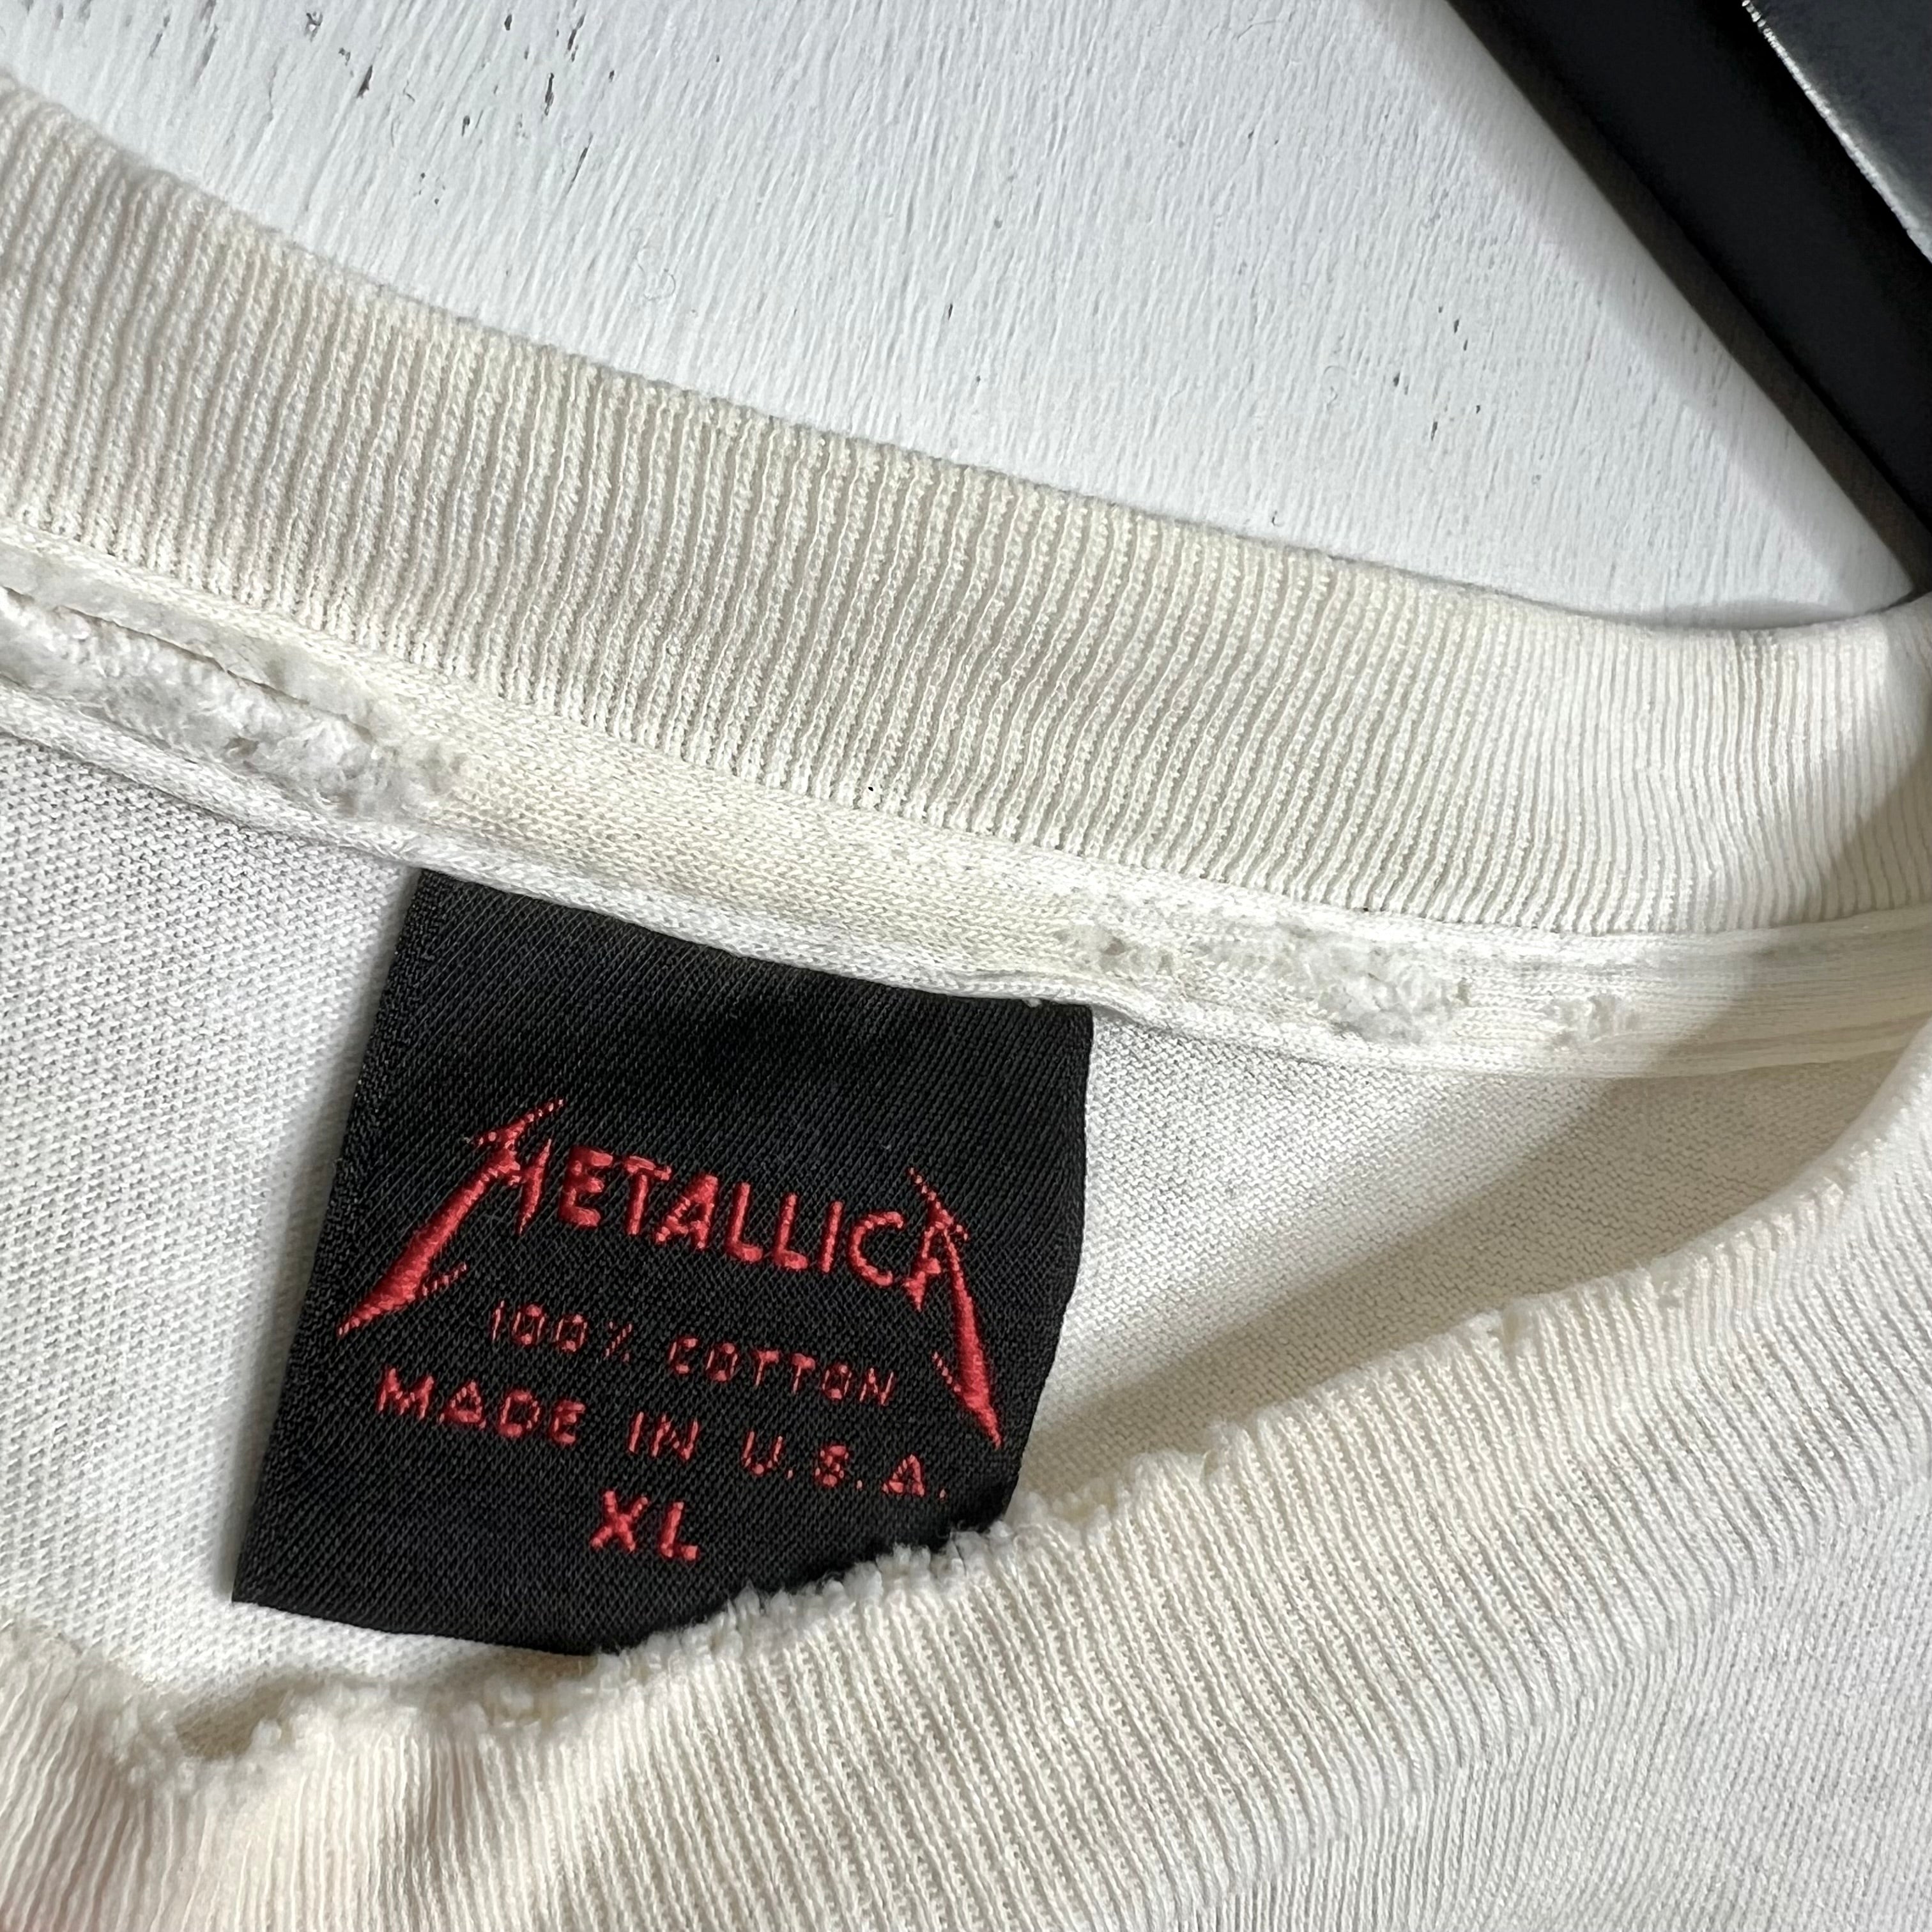 METALLICA
100% COTTON
MADE IN U.S.A.
XL